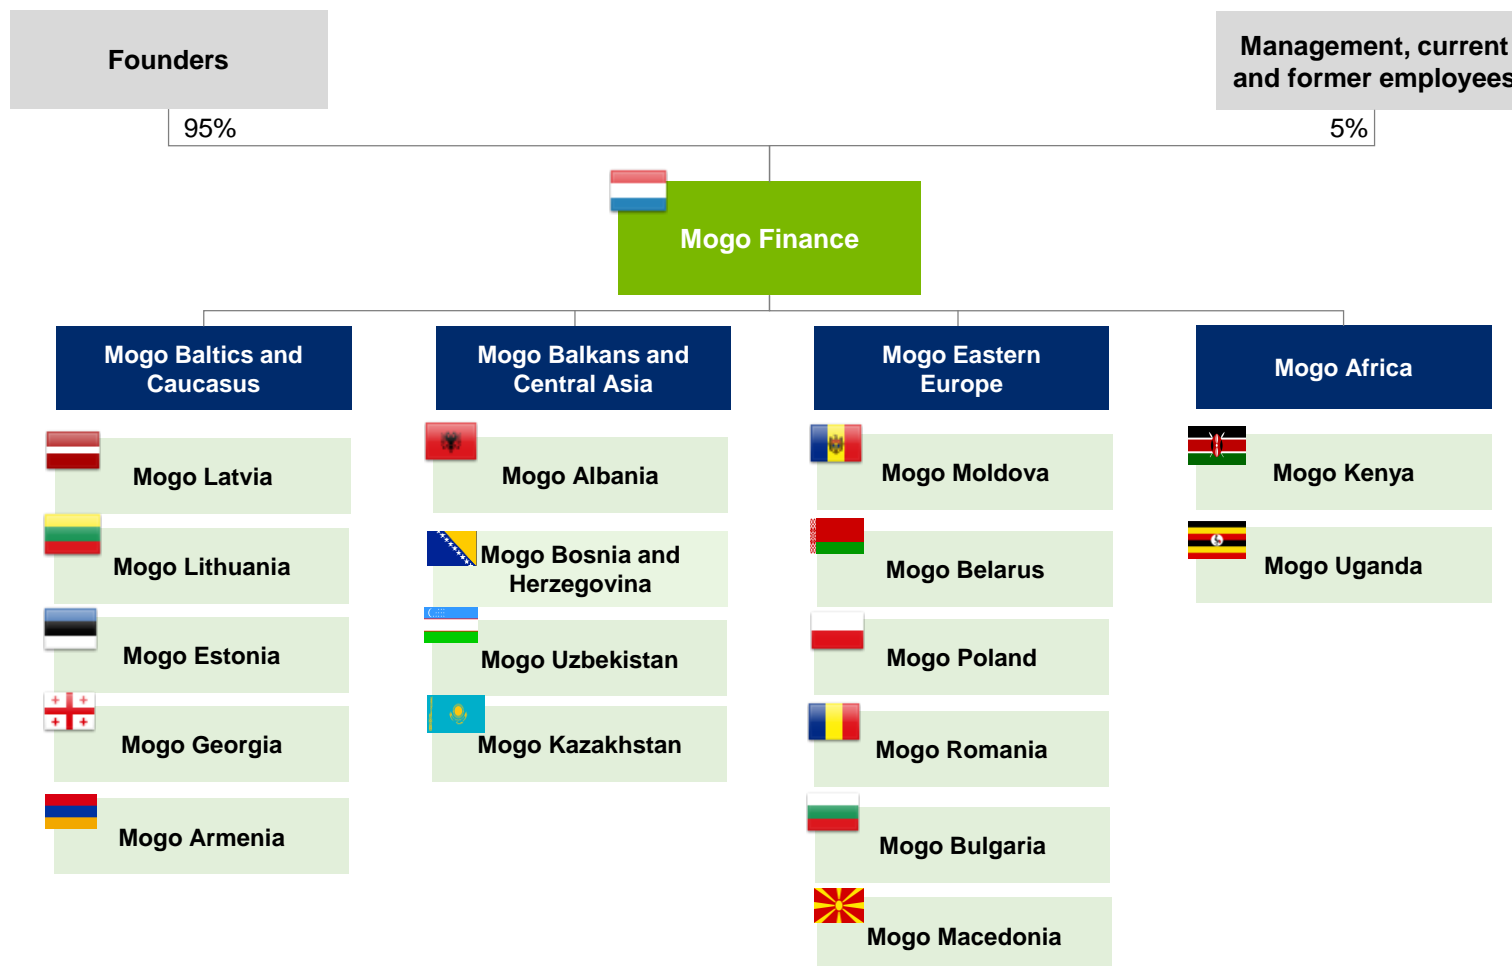 Founders
Management, current
and former employees
95%
5%
Mogo Finance
Mogo Baltics and
Caucasus
Mogo Balkans and
Central Asia
Mogo Eastern
Europe
Mogo Africa
Mogo Latvia
Mogo Lithuania
Mogo Estonia
Mogo Georgia
Mogo Armenia
Mogo Albania
Mogo Bosnia and
Herzegovina
Mogo Uzbekistan
Mogo Kazakhstan
Mogo Moldova
Mogo Belarus
Mogo Poland
Mogo Romania
Mogo Bulgaria
Mogo Macedonia
Mogo Kenya
Mogo Uganda